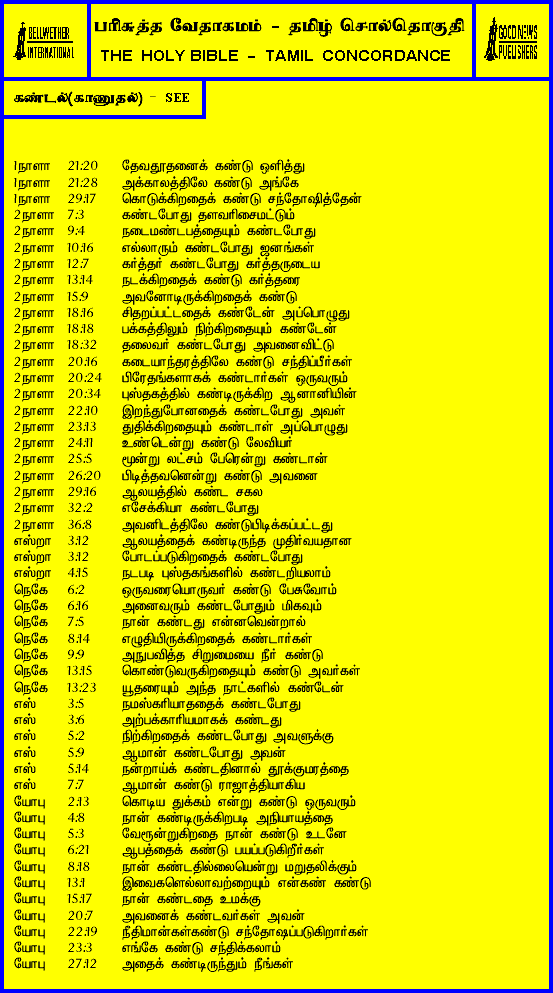 BELLWETHER INTERNATIONAL
பரிசுத்த வேதாகமம் - தமிழ் சொல்தொகுதி
THE HOLY BIBLE - TAMIL CONCORDANCE
GOOD NEWS PUBLISHERS
கண்டல்(காணுதல்) - SEE
1நாளா 21:20 தேவதூதனைக் கண்டு ஒளித்து
1நாளா 21:28 அக்காலத்திலே கண்டு அங்கே
1நாளா 29:17 கொடுக்கிறதைக் கண்டு சந்தோஷித்தேன்
2நாளா 7:3 கண்டபோது தளவரிசைமட்டும்
2நாளா 9:4 நடைமண்டபத்தையும் கண்டபோது
2நாளா 10:16 எல்லாரும் கண்டபோது ஜனங்கள்
2நாளா 12:7 கர்த்தர் கண்டபோது கர்த்தருடைய
2நாளா 13:14 நடக்கிறதைக் கண்டு கர்த்தரை
2நாளா 15:9 அவனோடிருக்கிறதைக் கண்டு
2நாளா 18:16 சிதறப்பட்டதைக் கண்டேன் அப்பொழுது
2நாளா 18:18 பக்கத்திலும் நிற்கிறதையும் கண்டேன்
2நாளா 18:32 தலைவர் கண்டபோது அவனைவிட்டு
2நாளா 20:16 கடையாந்தரத்திலே கண்டு சந்திப்பீர்கள்
2நாளா 20:24 பிரேதங்களாகக் கண்டார்கள் ஒருவரும்
2நாளா 20:34 புஸ்தகத்தில் கண்டிருக்கிற ஆனானியின்
2நாளா 22:10 இறந்துபோனதைக் கண்டபோது அவள்
2நாளா 23:13 துதிக்கிறதையும் கண்டாள் அப்பொழுது
2நாளா 24:11 உண்டென்று கண்டு லேவியர்
2நாளா 25:5 மூன்று லட்சம் பேரென்று கண்டான்
2நாளா 26:20 பிடித்தவனென்று கண்டு அவனை
2நாளா 29:16 ஆலயத்தில் கண்ட சகல
2நாளா 32:2 எசேக்கியா கண்டபோது
2நாளா 36:8 அவனிடத்திலே கண்டுபிடிக்கப்பட்டது
எஸ்றா 3:12 ஆலயத்தைக் கண்டிருந்த முதிர்வயதான
எஸ்றா 3:12 போடப்படுகிறதைக் கண்டபோது
எஸ்றா 4:15 நடபடி புஸ்தகங்களில் கண்டறியலாம்
நெகே 6:2 ஒருவரையொருவர் கண்டு பேசுவோம்
நெகே 6:16 அனைவரும் கண்டபோதும் மிகவும்
நெகே 7:5 நான் கண்டது என்னவென்றால்
நெகே 8:14 எழுதியிருக்கிறதைக் கண்டார்கள்
நெகே 9:9 அநுபவித்த சிறுமையை நீர் கண்டு
நெகே 13:15 கொண்டுவருகிறதையும் கண்டு அவர்கள்
நெகே 13:23 யூதரையும் அந்த நாட்களில் கண்டேன்
எஸ் 3:5 நமஸ்கரியாததைக் கண்டபோது
எஸ் 3:6 அற்பக்காரியமாகக் கண்டது
எஸ் 5:2 நிற்கிறதைக் கண்டபோது அவளுக்கு
எஸ் 5:9 ஆமான் கண்டபோது அவன்
எஸ் 5:14 நன்றாய்க் கண்டதினால் தூக்குமரத்தை
எஸ் 7:7 ஆமான் கண்டு ராஜாத்தியாகிய
யோபு 2:13 கொடிய துக்கம் என்று கண்டு ஒருவரும்
யோபு 4:8 நான் கண்டிருக்கிறபடி அநியாயத்தை
யோபு 5:3 வேரூன்றுகிறதை நான் கண்டு உடனே
யோபு 6:21 ஆபத்தைக் கண்டு பயப்படுகிறீர்கள்
யோபு 8:18 நான் கண்டதில்லையென்று மறுதலிக்கும்
யோபு 13:1 இவைகளெல்லாவற்றையும் என்கண் கண்டு
யோபு 15:17 நான் கண்டதை உமக்கு
யோபு 20:7 அவனைக் கண்டவர்கள் அவன்
யோபு 22:19 நீதிமான்கள்கண்டு சந்தோஷப்படுகிறார்கள்
யோபு 23:3 எங்கே கண்டு சந்திக்கலாம்
யோபு 27:12 அதைக் கண்டிருந்தும் நீங்கள்